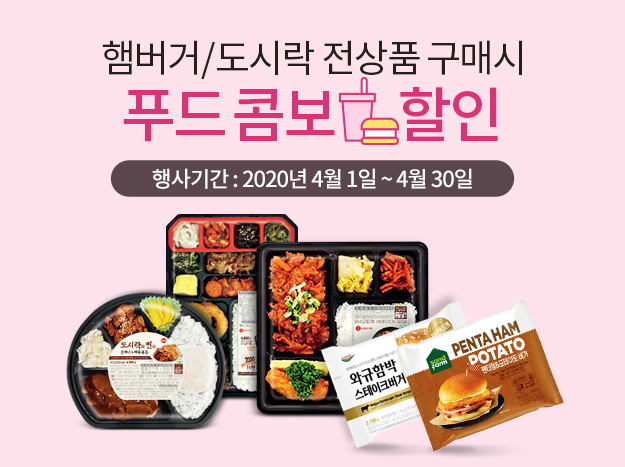 햄버거/도시락 전상품 구매시
푸드 콤보 할인
행사기간 : 2020년 4월 1일 ~ 4월 30일
도시락의 편
와규함박
스테이크버거
sand
farm
PENTA HAM
POTATO
펜타햄&포테이토 버거